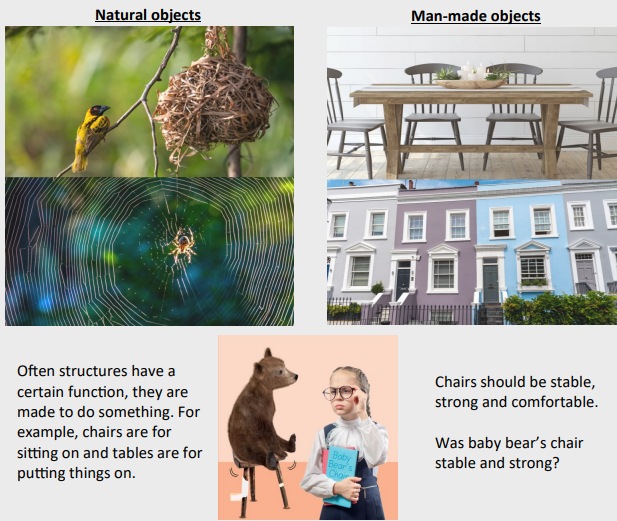 Natural objects
Man-made objects
Often structures have a
certain function, they are
made to do something. For
example, chairs are for
sitting on and tables are for
putting things on.
Baby
Bear's
Chair
Chairs should be stable,
strong and comfortable.
Was baby bear's chair
stable and strong?